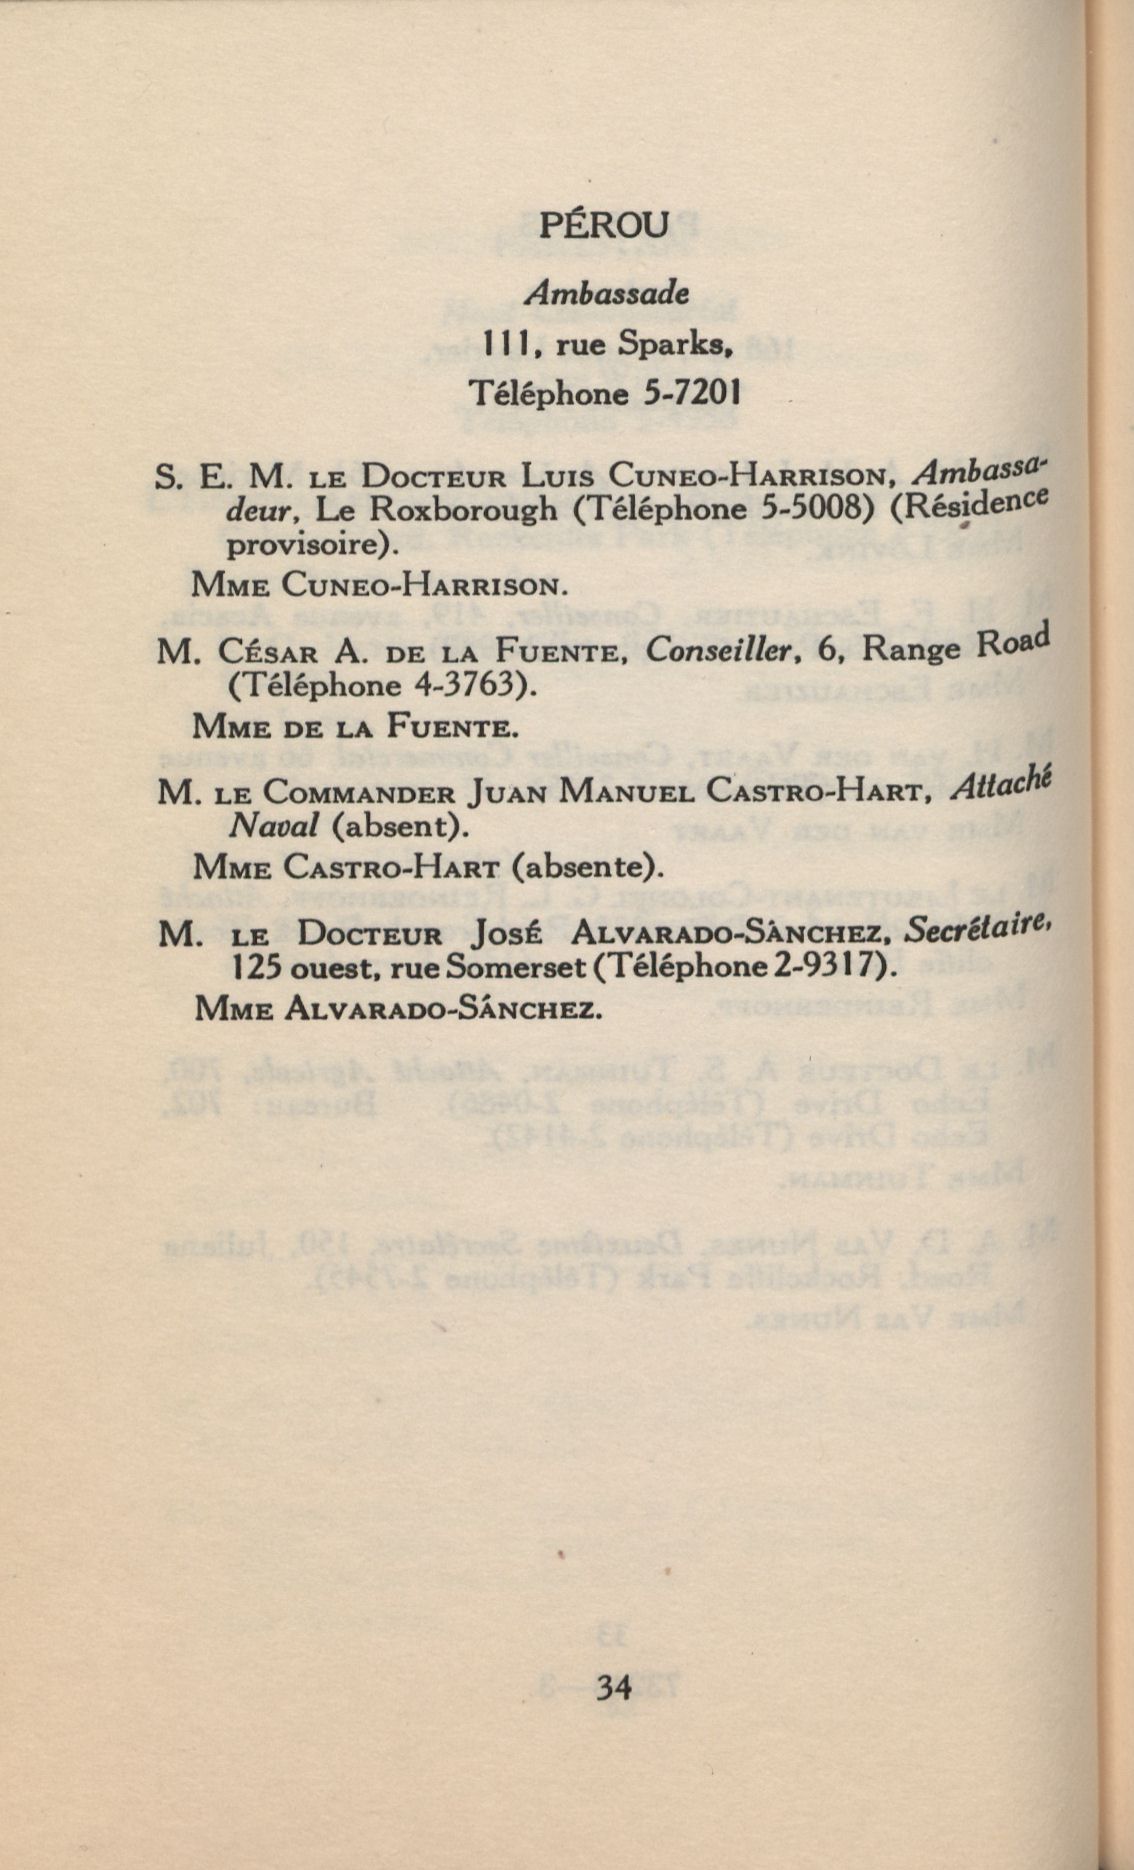 PÉROU
Ambassade
111, rue Sparks,
Téléphone 5-7201
S. E. M. LE DOCTEUR LUIS CUNEO-HARRISON, Ambassa-
deur, Le Roxborough (Téléphone 5-5008) (Résidence
provisoire).
MME CUNEO-HARRISON.
M. CÉSAR A. DE LA FUENTE, Conseiller, 6, Range Road
(Téléphone 4-3763).
MME DE LA FUENTE.
M. LE COMMANDER JUAN MANUEL CASTRO-HART, Attaché
Naval (absent).
MME CASTRO-HART (absente).
M. LE DOCTEUR JOSÉ ALVARADO-SÀNCHEZ, Secrétaire,
125 ouest, rue Somerset (Téléphone 2-9317).
MME ALVARADO-SÁNCHEZ.
34